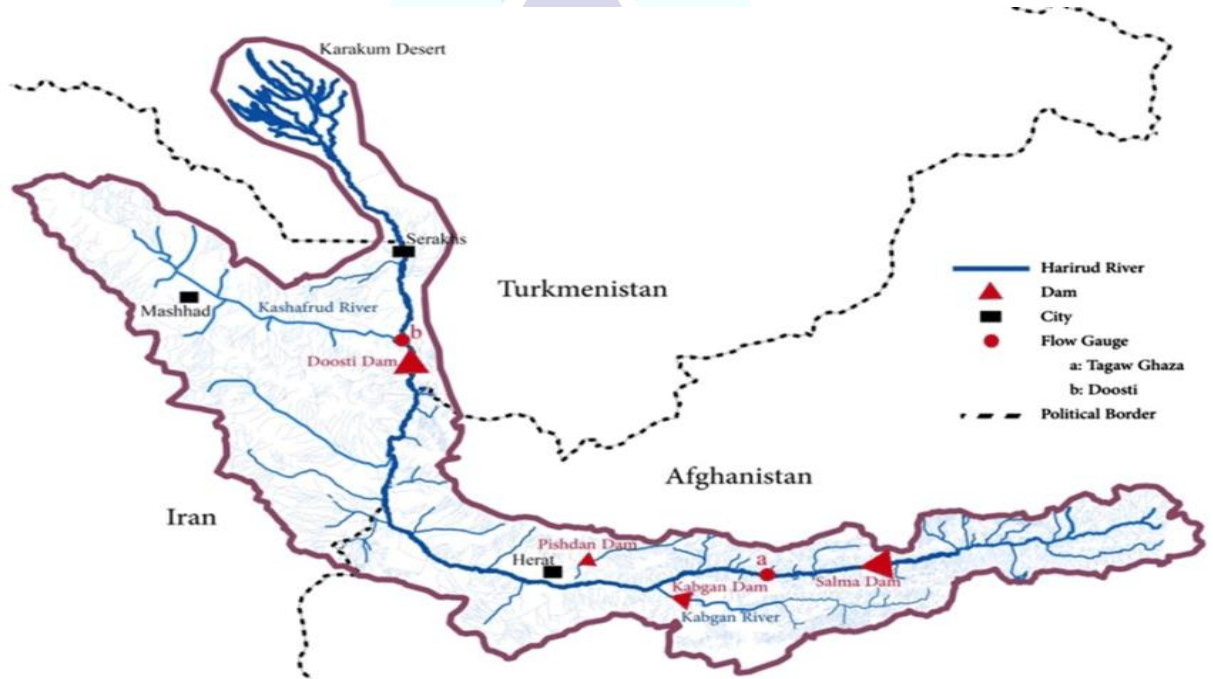 Karakum Desert
Serakhs
Turkmenistan
Harirud River
Dam
Mashhad
Kashafrud River
City
b
Flow Gauge
Doosti Dam
a: Tagaw Ghaza
b: Doosti
Political Border
Afghanistan
Iran
Pishdan Dam
Herat
a
Kabgan Dam
Salma Dam
Kabgan River